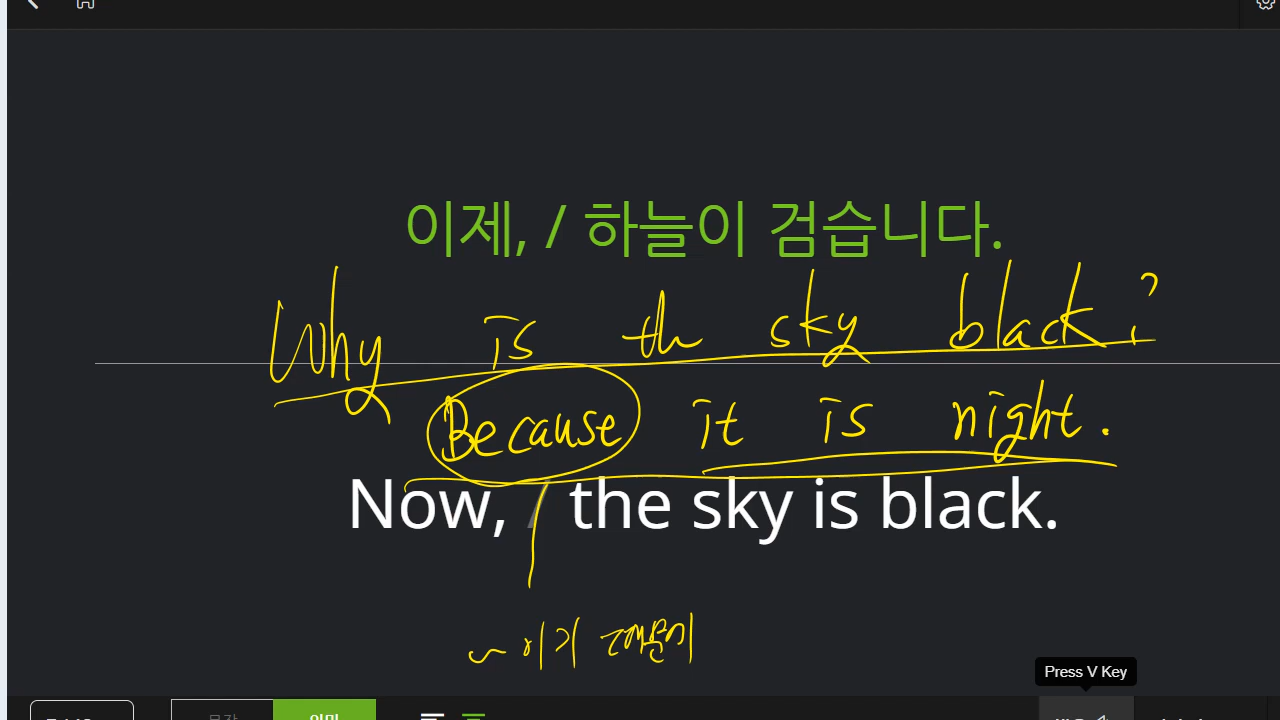 이제, / 하늘이 검습니다.
Why is th sky black?
Because it is night.
Now, / the sky is black.
~ 이기 때문에
Press V Key